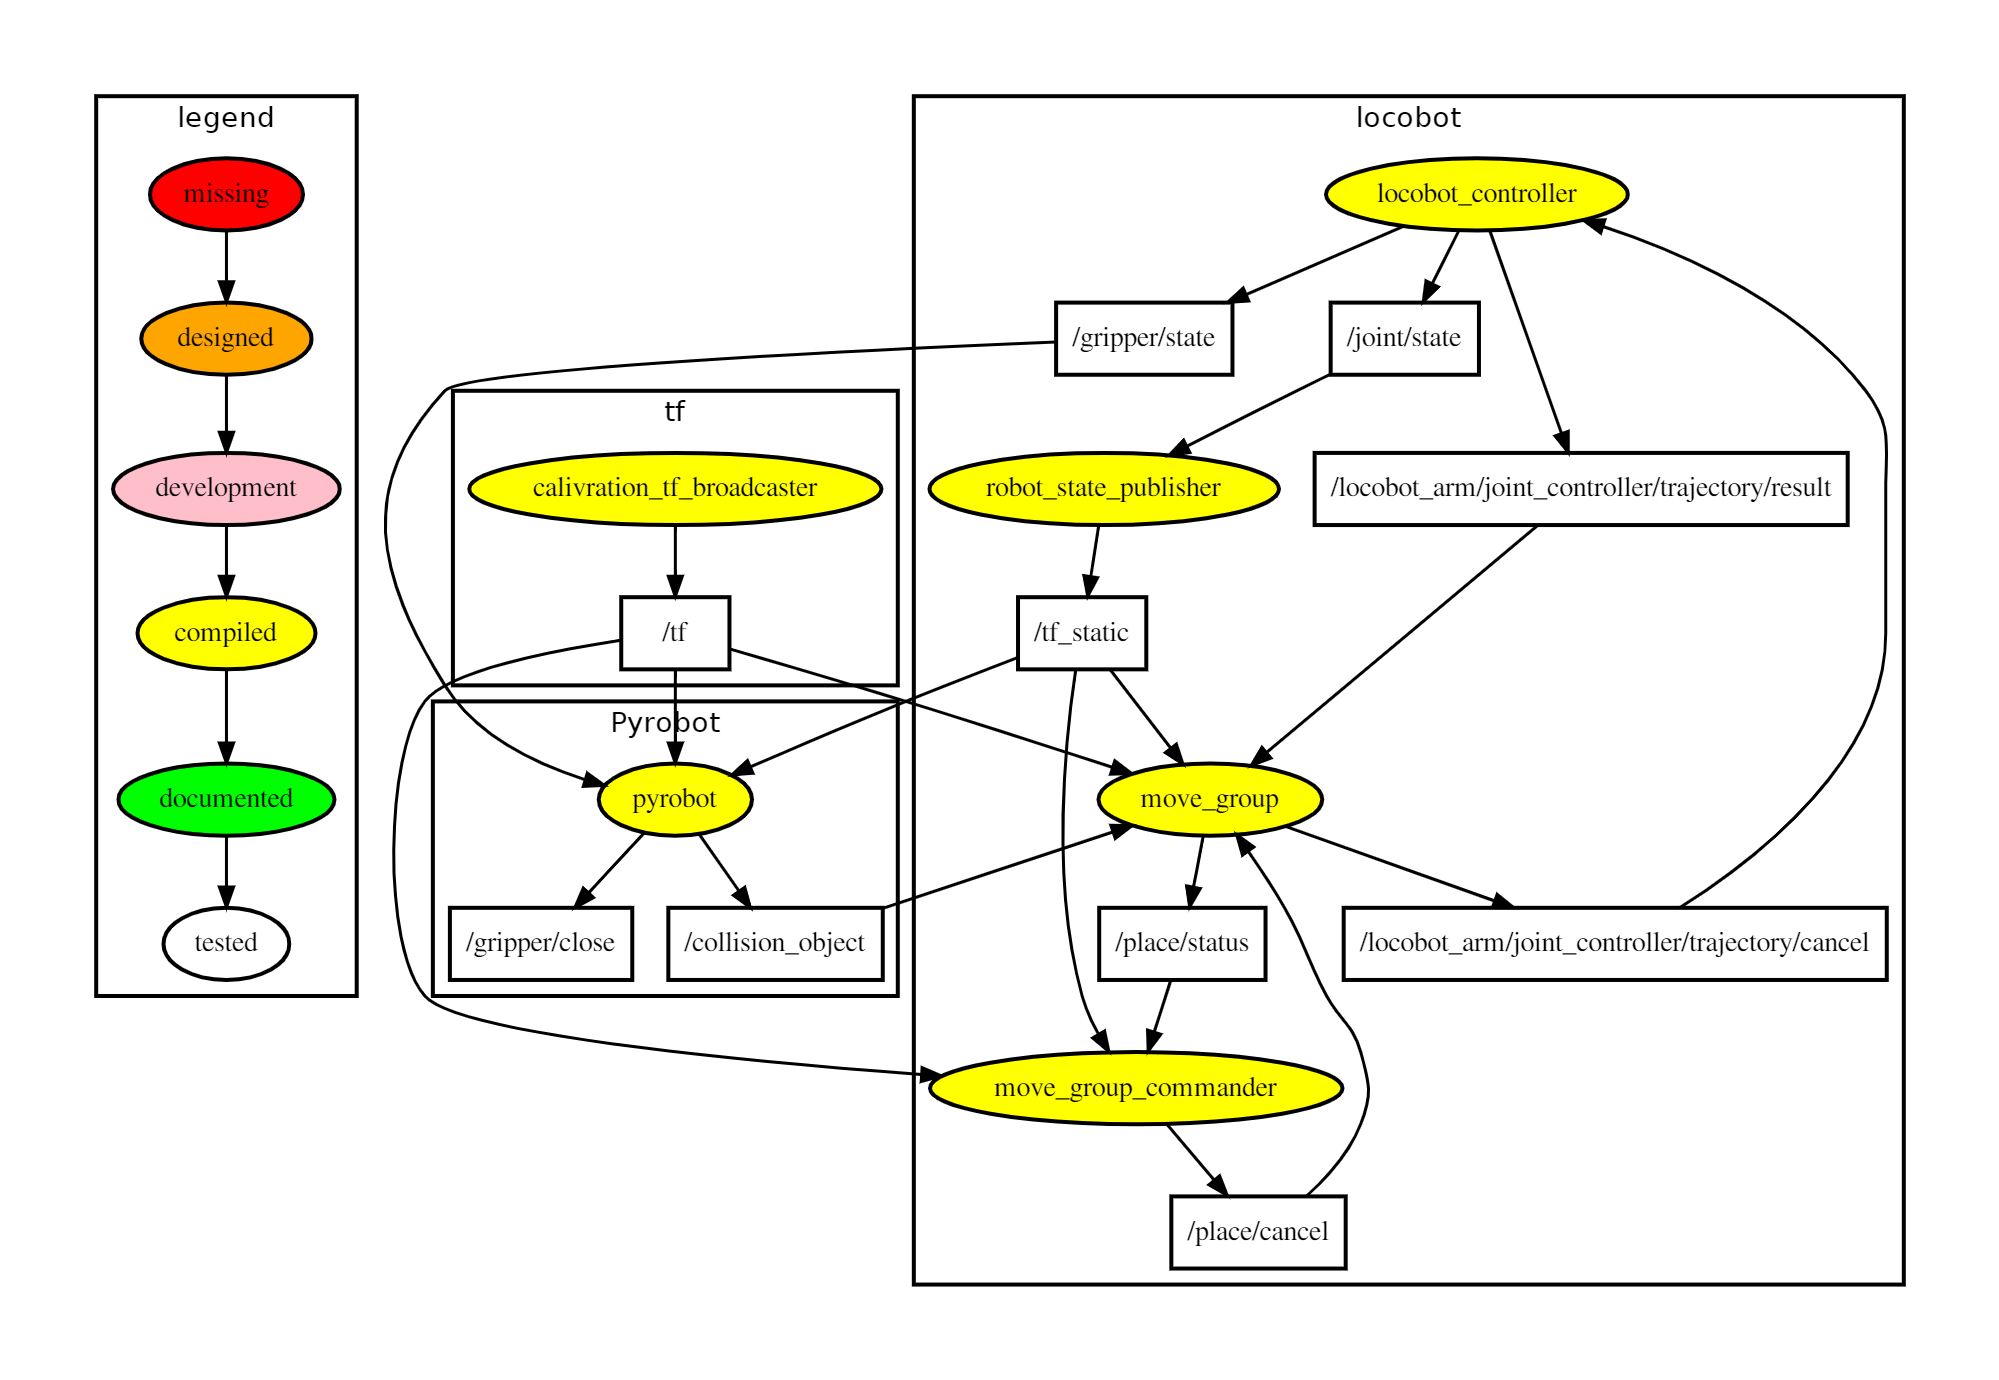 legend
missing
designed
development
compiled
documented
tested
tf
calivration_tf_broadcaster
/tf
Pyrobot
pyrobot
/gripper/close
/collision_object
locobot
locobot_controller
/gripper/state
/joint/state
robot_state_publisher
/locobot_arm/joint_controller/trajectory/result
/tf_static
move_group
/place/status
/locobot_arm/joint_controller/trajectory/cancel
move_group_commander
/place/cancel